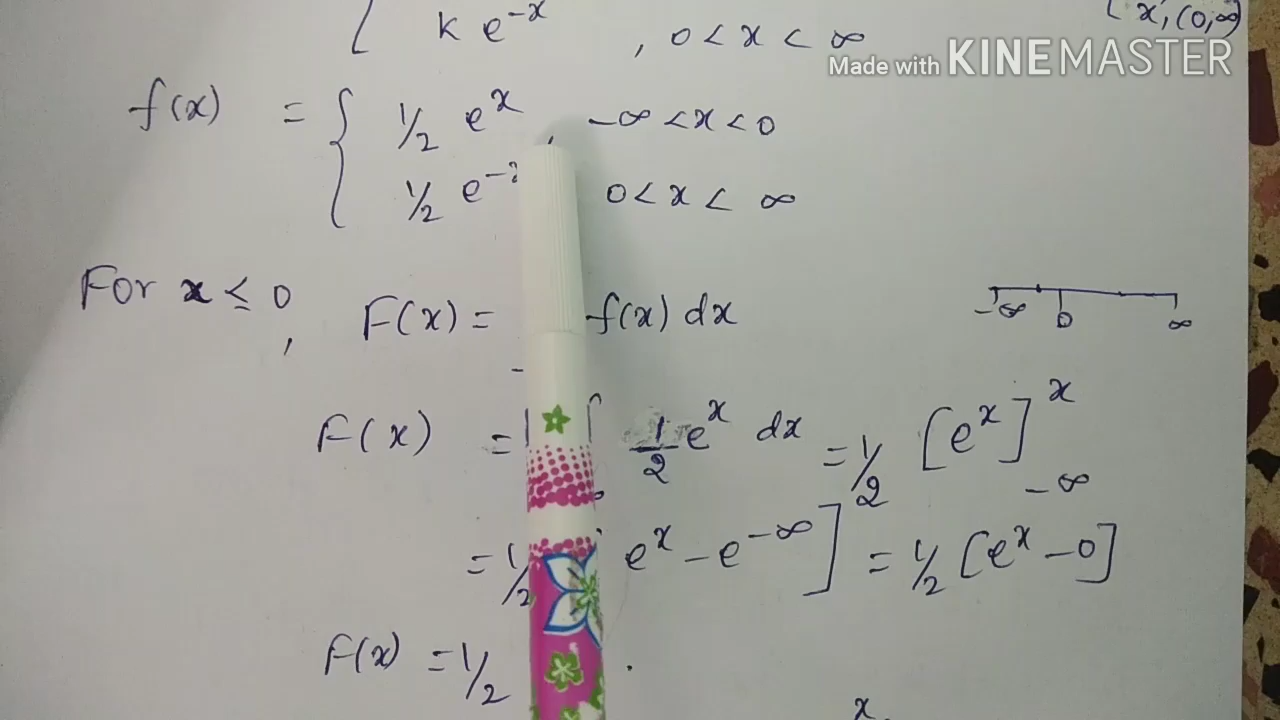 { k e^{-x} , 0 < x < ∞ { x, (0, ∞)
Made with KINEMASTER
f(x) = { 1/2 e^x , -∞ < x < 0
1/2 e^- 0 < x < ∞
For x ≤ 0 , F(x) = f(x) dx
-∞ 0 ∞
F(x) = ∫ 1/2 e^x dx = 1/2 [e^x]^x_{-∞}
= 1/2 e^x - e^{-∞} ] = 1/2 [e^x - 0]
F(x) = 1/2 .
x